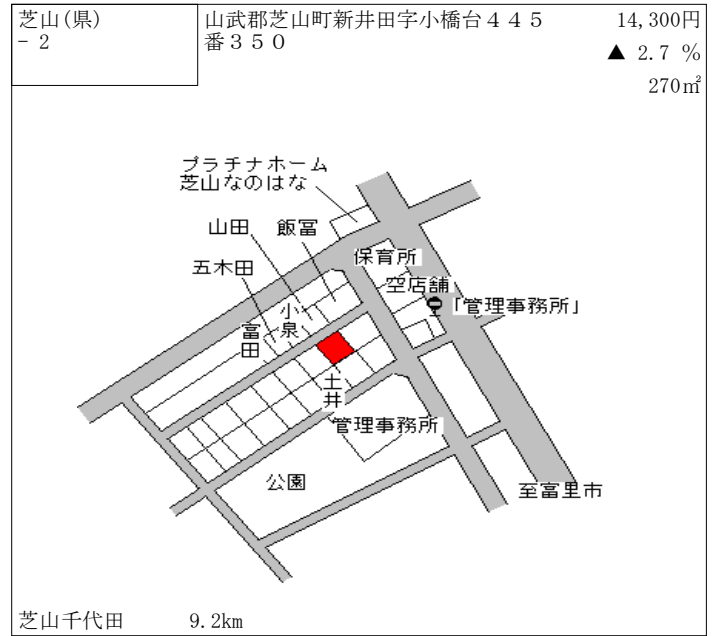 芝山(県)
- 2
山武郡芝山町新井田字小橋台４４５
番３５０
14,300円
▲ 2.7 %
270㎡
プラチナホーム
芝山なのはな
山田
飯冨
保育所
五木田
空店舗
小泉
「管理事務所」
富田
土井
管理事務所
公園
至富里市
芝山千代田 9.2km